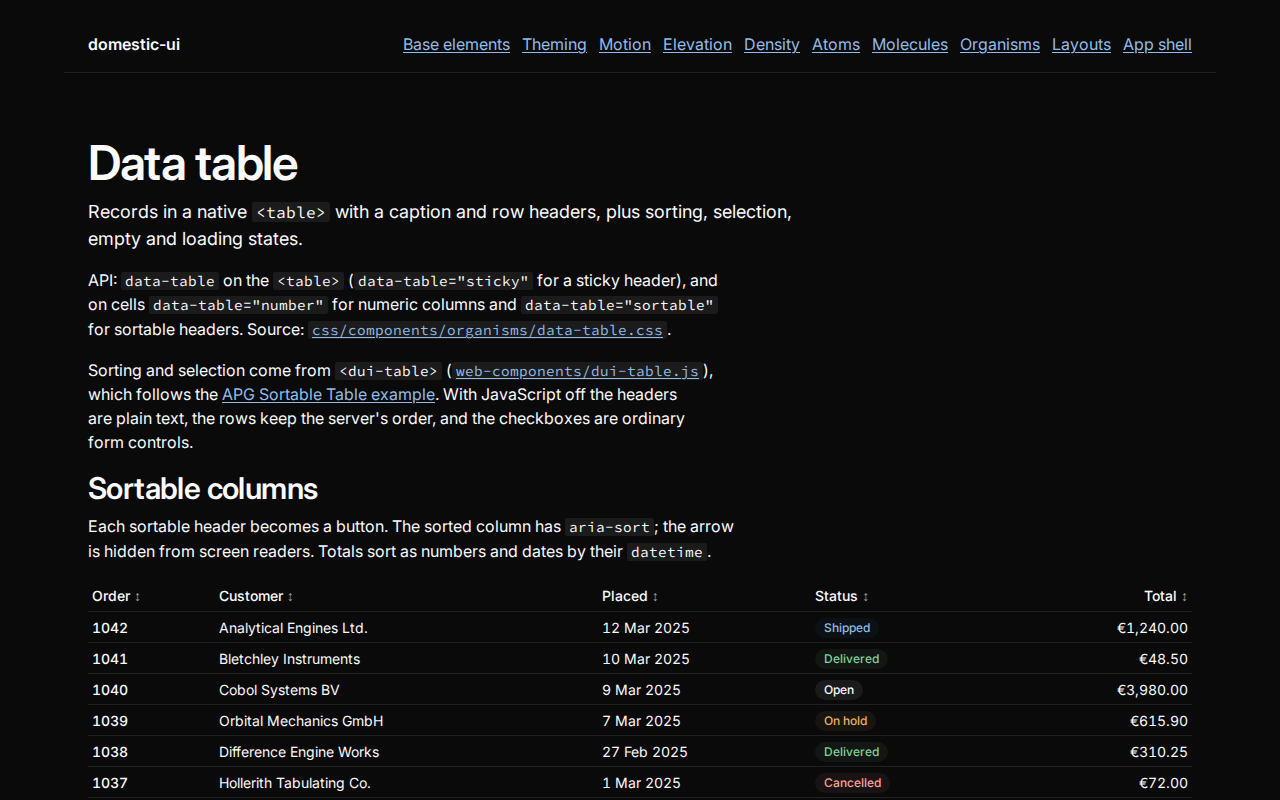 domestic-ui Base elements Theming Motion Elevation Density Atoms Molecules Organisms Layouts App shell
Data table
Records in a native <table> with a caption and row headers, plus sorting, selection,
empty and loading states.
API: data-table on the <table> ( data-table="sticky" for a sticky header), and
on cells data-table="number" for numeric columns and data-table="sortable"
for sortable headers. Source: css/components/organisms/data-table.css.
Sorting and selection come from <dui-table> ( web-components/dui-table.js ),
which follows the APG Sortable Table example. With JavaScript off the headers
are plain text, the rows keep the server's order, and the checkboxes are ordinary
form controls.
Sortable columns
Each sortable header becomes a button. The sorted column has aria-sort; the arrow
is hidden from screen readers. Totals sort as numbers and dates by their datetime.
Order ↕ Customer ↕ Placed ↕ Status ↕ Total ↕
1042 Analytical Engines Ltd. 12 Mar 2025 Shipped €1,240.00
1041 Bletchley Instruments 10 Mar 2025 Delivered €48.50
1040 Cobol Systems BV 9 Mar 2025 Open €3,980.00
1039 Orbital Mechanics GmbH 7 Mar 2025 On hold €615.90
1038 Difference Engine Works 27 Feb 2025 Delivered €310.25
1037 Hollerith Tabulating Co. 1 Mar 2025 Cancelled €72.00